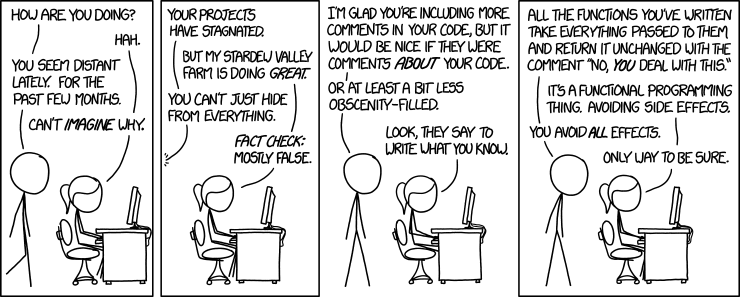 HOW ARE YOU DOING?
HAH.
YOU SEEM DISTANT
LATELY. FOR THE
PAST FEW MONTHS.
CAN'T IMAGINE WHY.
YOUR PROJECTS
HAVE STAGNATED.
BUT MY STARDEW VALLEY
FARM IS DOING GREAT.
YOU CAN'T JUST HIDE
FROM EVERYTHING.
FACT CHECK:
MOSTLY FALSE.
I'M GLAD YOU'RE INCLUDING MORE
COMMENTS IN YOUR CODE, BUT IT
WOULD BE NICE IF THEY WERE
COMMENTS ABOUT YOUR CODE.
OR AT LEAST A BIT LESS
OBSCENITY-FILLED.
LOOK, THEY SAY TO
WRITE WHAT YOU KNOW.
ALL THE FUNCTIONS YOU'VE WRITTEN
TAKE EVERYTHING PASSED TO THEM
AND RETURN IT UNCHANGED WITH THE
COMMENT "NO, YOU DEAL WITH THIS."
IT'S A FUNCTIONAL PROGRAMMING
THING. AVOIDING SIDE EFFECTS.
YOU AVOID ALL EFFECTS.
ONLY WAY TO BE SURE.